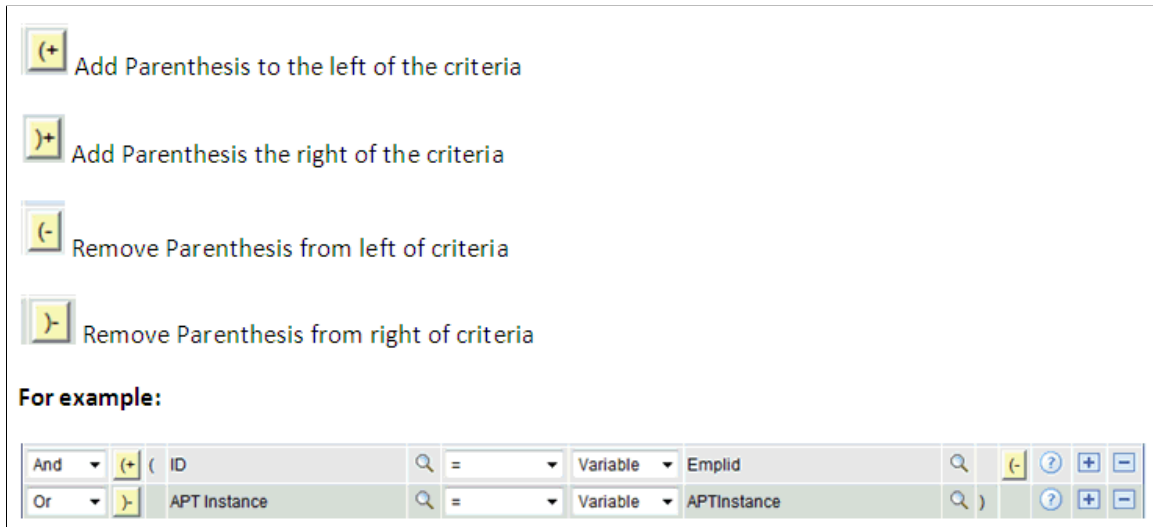 (+ Add Parenthesis to the left of the criteria
)+ Add Parenthesis the right of the criteria
(- Remove Parenthesis from left of criteria
)- Remove Parenthesis from right of criteria
For example:
And (+ ( ID = Variable Emplid (- ? + -
Or )- APT Instance = Variable APTInstance ) ? + -